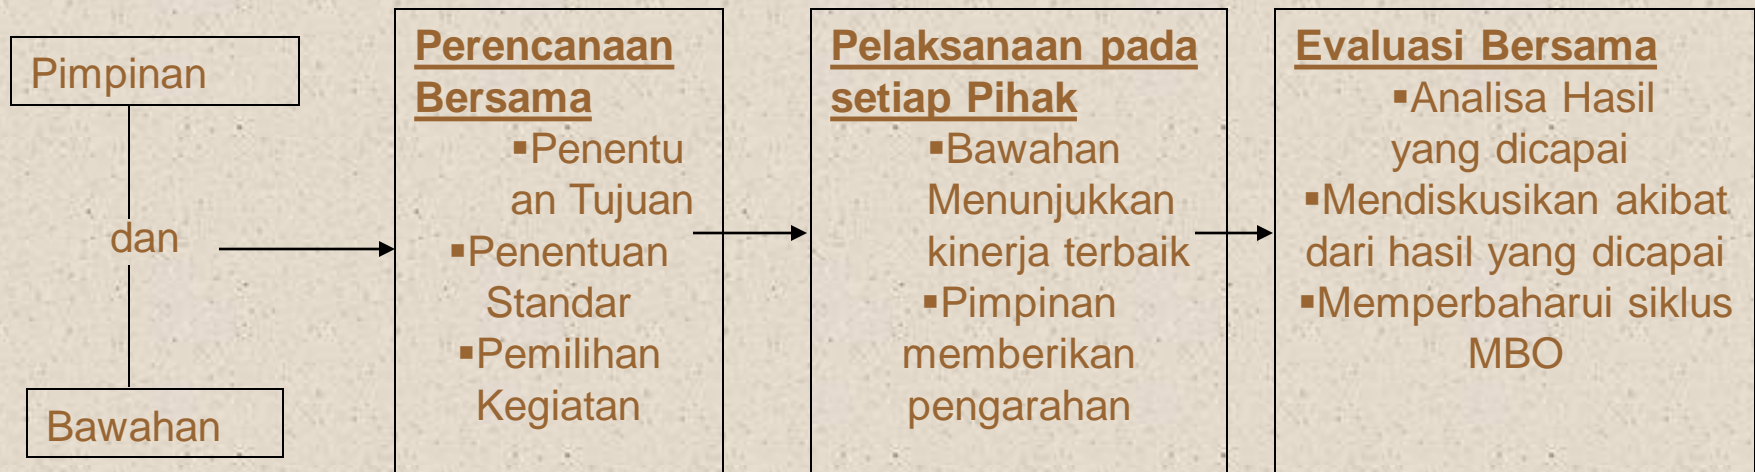 Pimpinan
dan
Bawahan
Perencanaan
Bersama
▪Penentu
an Tujuan
▪Penentuan
Standar
▪Pemilihan
Kegiatan
Pelaksanaan pada
setiap Pihak
▪Bawahan
Menunjukkan
kinerja terbaik
▪Pimpinan
memberikan
pengarahan
Evaluasi Bersama
▪Analisa Hasil
yang dicapai
▪Mendiskusikan akibat
dari hasil yang dicapai
▪Memperbaharui siklus
MBO